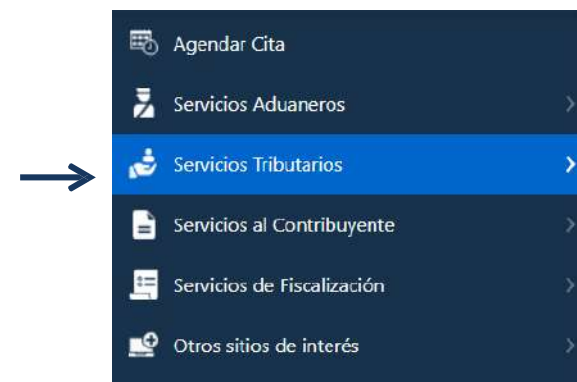 Agendar Cita
Servicios Aduaneros
Servicios Tributarios
Servicios al Contribuyente
Servicios de Fiscalización
Otros sitios de interés